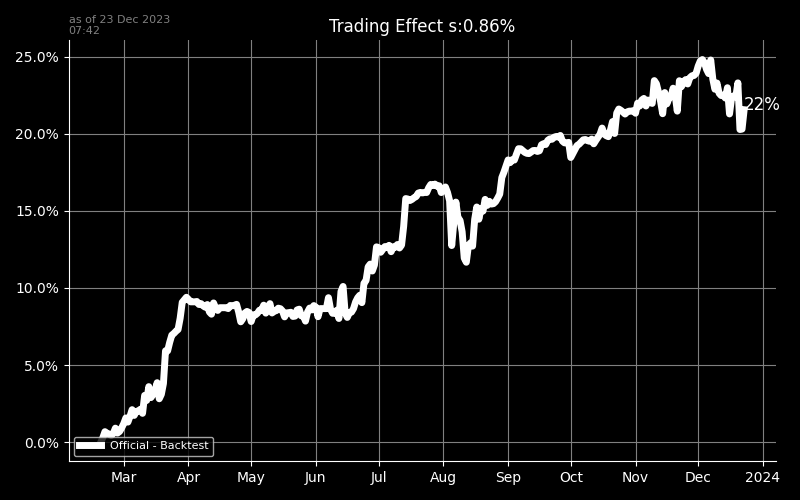 as of 23 Dec 2023
07:42
Trading Effect s:0.86%
25.0%
20.0%
15.0%
10.0%
5.0%
0.0%
22%
Official - Backtest
Mar Apr May Jun Jul Aug Sep Oct Nov Dec 2024